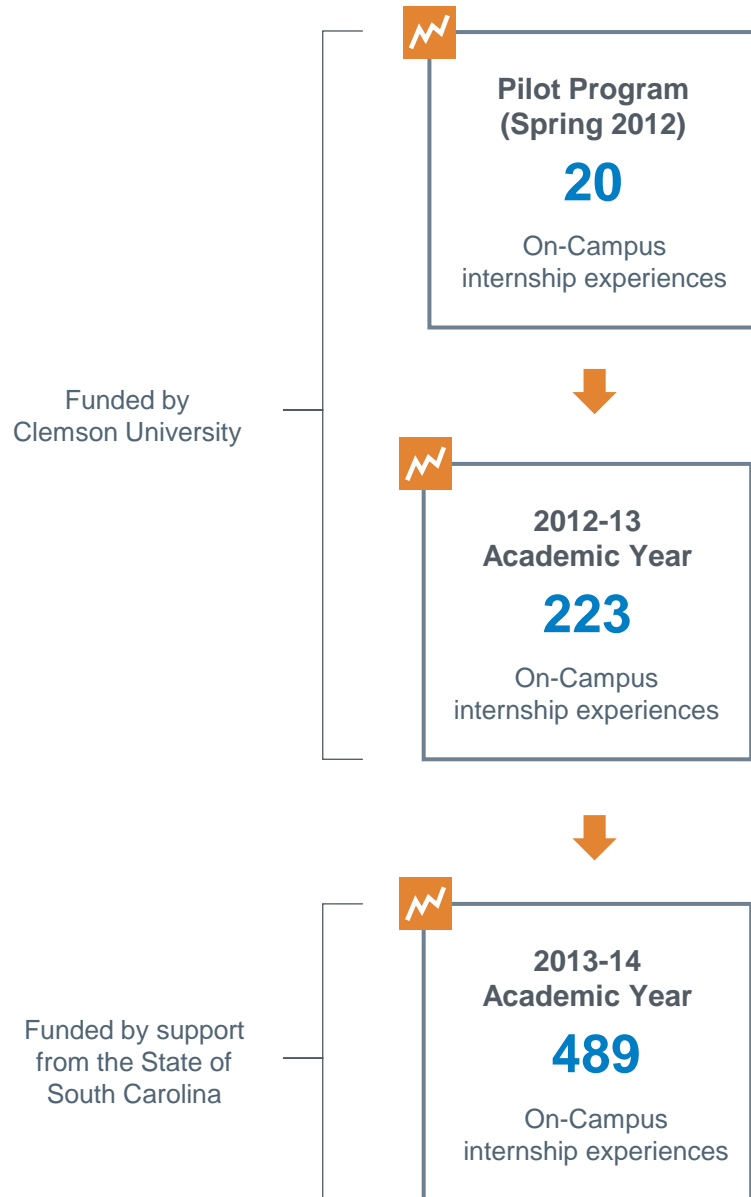 Pilot Program
(Spring 2012)
20
On-Campus
internship experiences
Funded by
Clemson University
2012-13
Academic Year
223
On-Campus
internship experiences
2013-14
Academic Year
489
On-Campus
internship experiences
Funded by support
from the State of
South Carolina